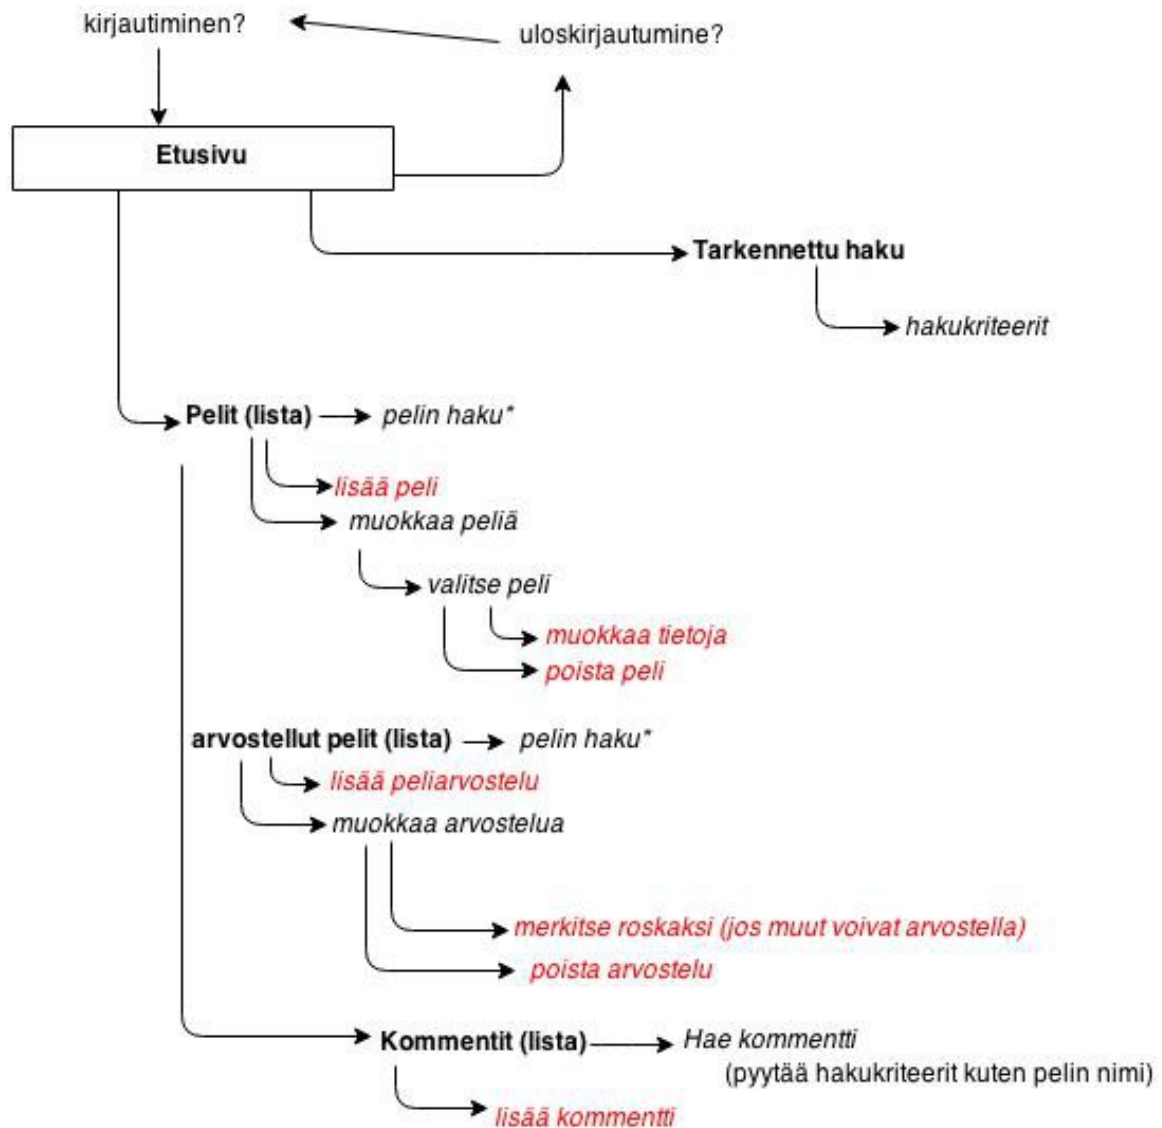 kirjautiminen?
uloskirjautumine?
Etusivu
Tarkennettu haku
hakukriteerit
Pelit (lista)
pelin haku*
lisää peli
muokkaa peliä
valitse peli
muokkaa tietoja
poista peli
arvostellut pelit (lista)
pelin haku*
lisää peliarvostelu
muokkaa arvostelua
merkitse roskaksi (jos muut voivat arvostella)
poista arvostelu
Kommentit (lista)
Hae kommentti
(pyytää hakukriteerit kuten pelin nimi)
lisää kommentti